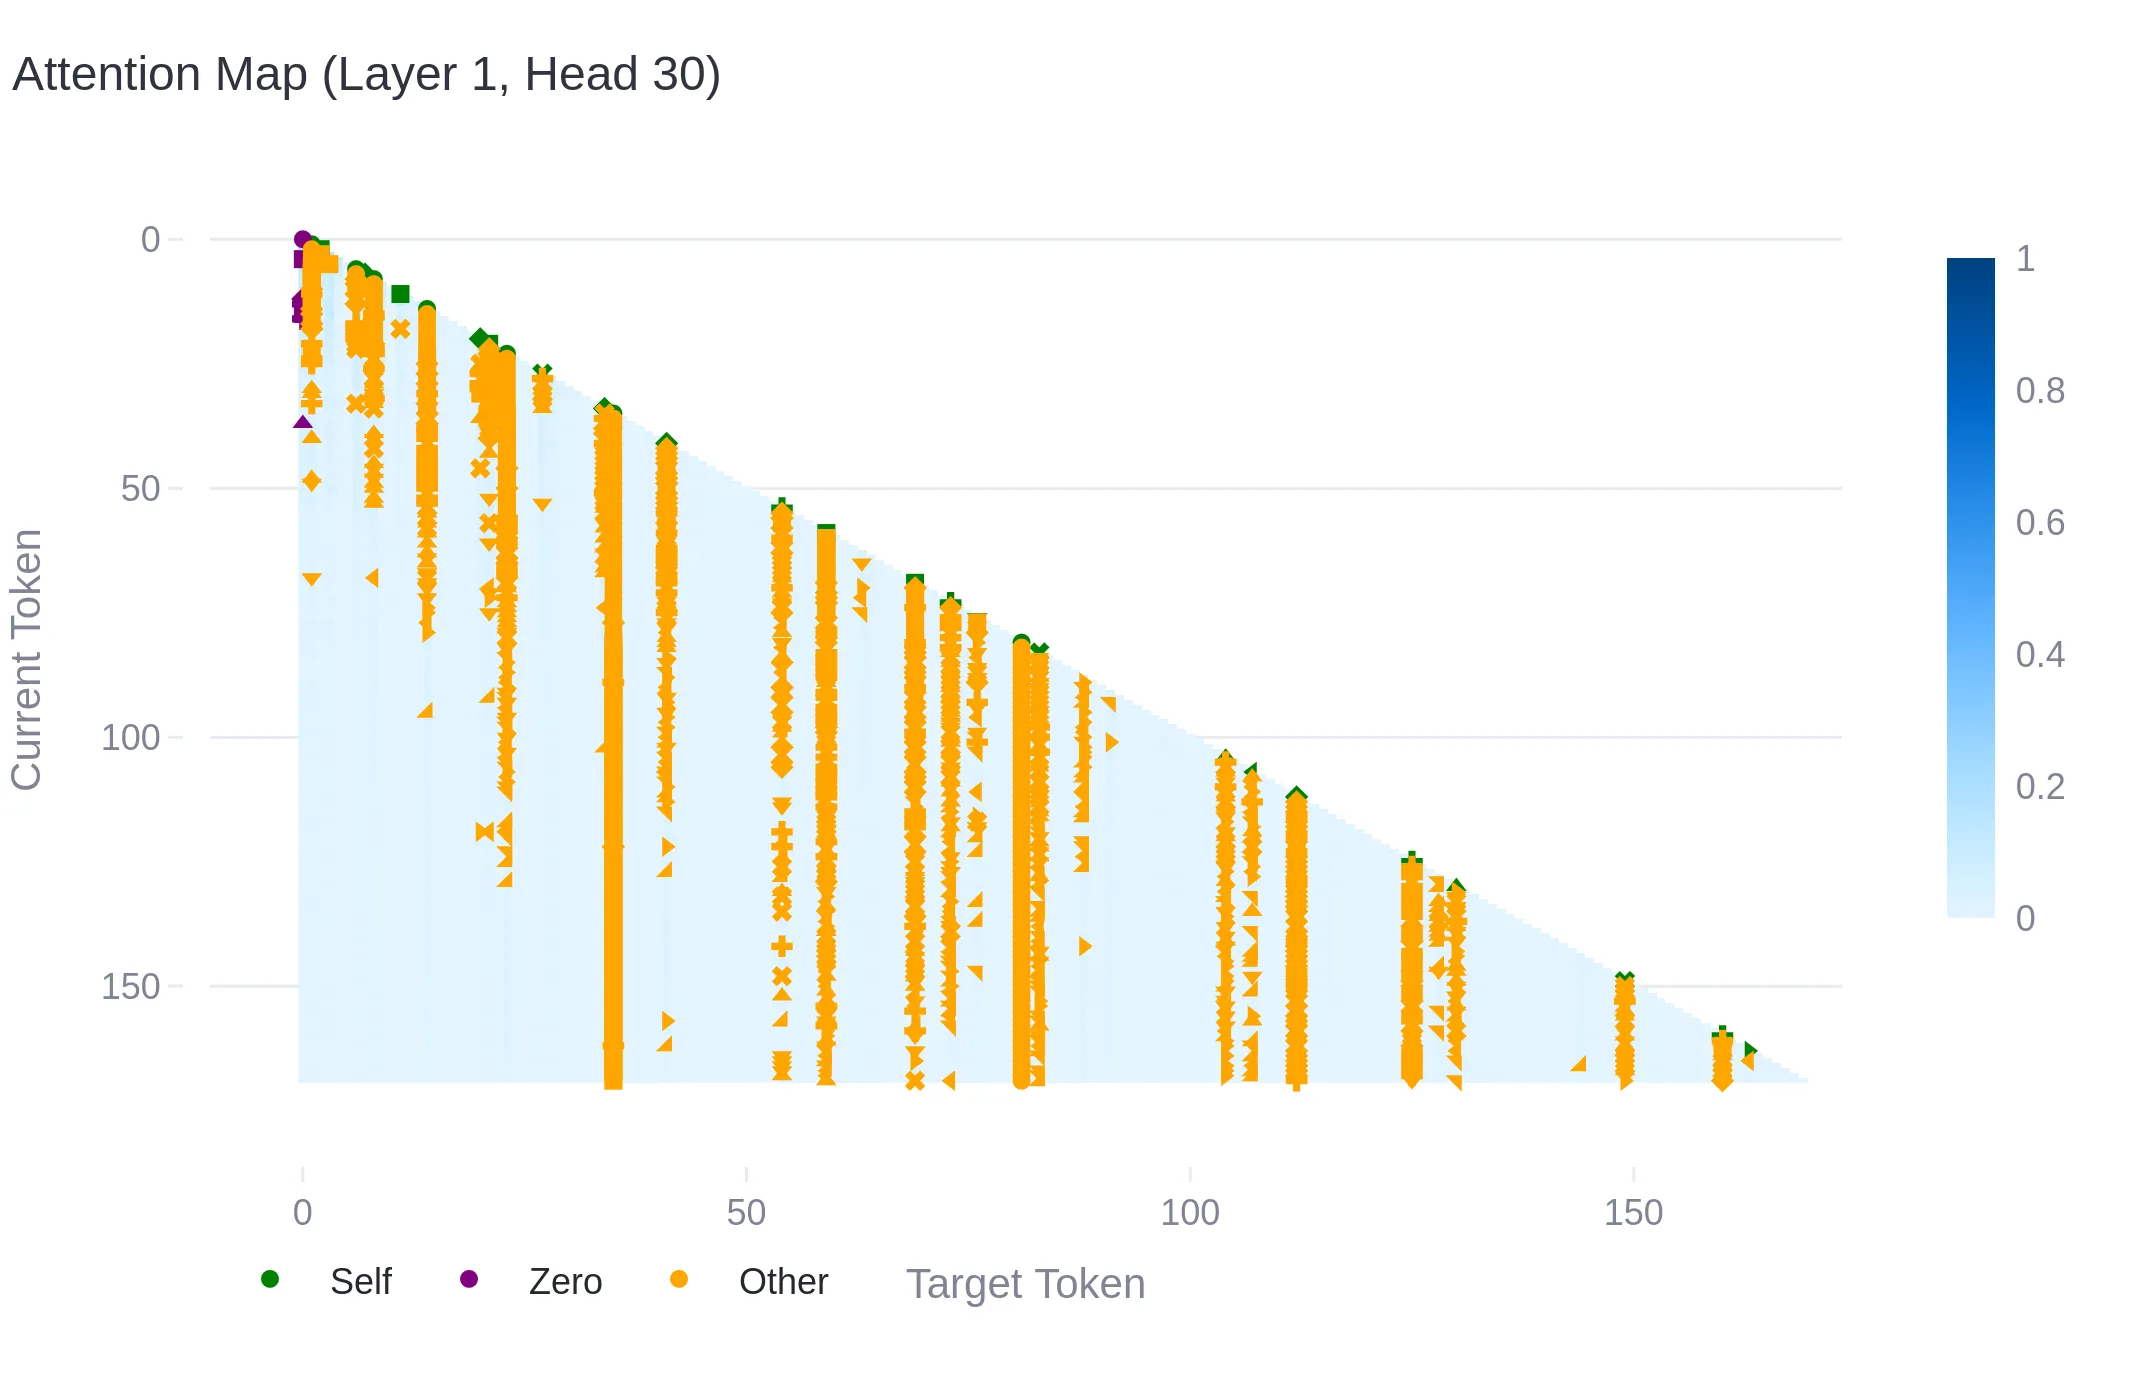 Attention Map (Layer 1, Head 30)
Current Token
0
50
100
150
0
50
100
150
Target Token
Self
Zero
Other
1
0.8
0.6
0.4
0.2
0